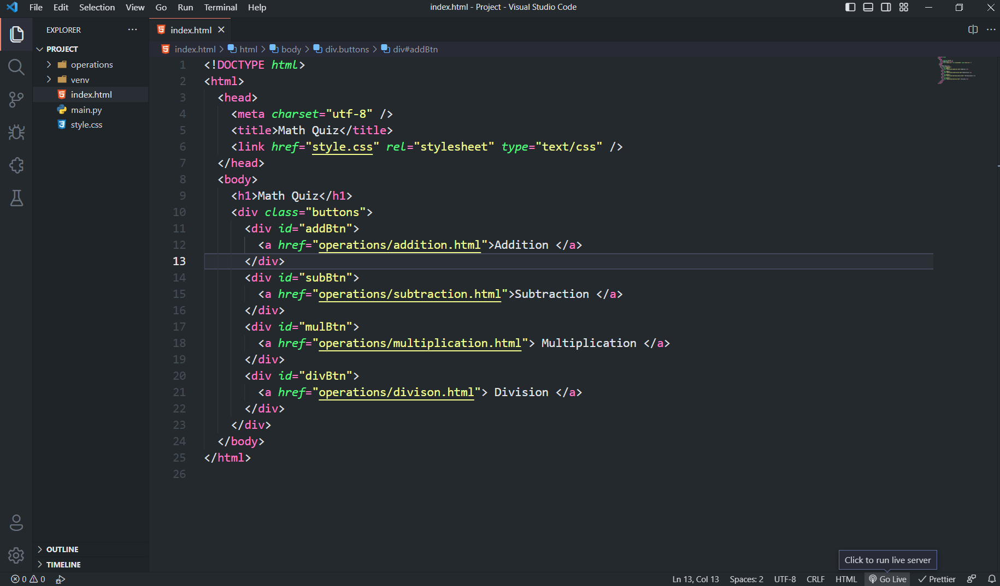 File Edit Selection View Go Run Terminal Help
index.html - Project - Visual Studio Code
EXPLORER
PROJECT
operations
venv
index.html
main.py
style.css
OUTLINE
TIMELINE
index.html
index.html > html > body > div.buttons > div#addBtn
1 <!DOCTYPE html>
2 <html>
3 <head>
4 <meta charset="utf-8" />
5 <title>Math Quiz</title>
6 <link href="style.css" rel="stylesheet" type="text/css" />
7 </head>
8 <body>
9 <h1>Math Quiz</h1>
10 <div class="buttons">
11 <div id="addBtn">
12 <a href="operations/addition.html">Addition </a>
13 </div>
14 <div id="subBtn">
15 <a href="operations/subtraction.html">Subtraction </a>
16 </div>
17 <div id="mulBtn">
18 <a href="operations/multiplication.html"> Multiplication </a>
19 </div>
20 <div id="divBtn">
21 <a href="operations/divison.html"> Division </a>
22 </div>
23 </div>
24 </body>
25 </html>
26
Click to run live server
0 0
Ln 13, Col 13 Spaces: 2 UTF-8 CRLF HTML Go Live Prettier